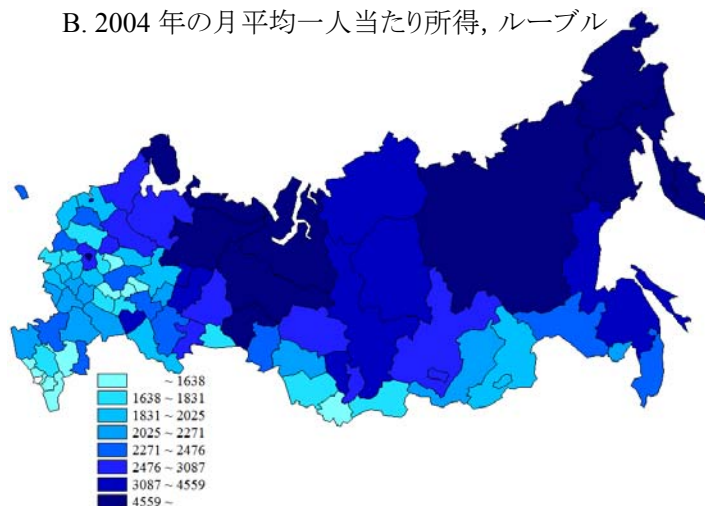 B. 2004 年の月平均一人当たり所得, ルーブル
~ 1638
1638 ~ 1831
1831 ~ 2025
2025 ~ 2271
2271 ~ 2476
2476 ~ 3087
3087 ~ 4559
4559 ~